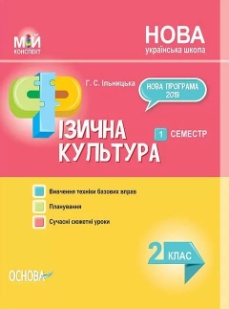 МІЙ
КОНСПЕКТ
НОВА
українська школа
Г. С. Ільницька
НОВА ПРОГРАМА
2018
ФІЗИЧНА
1 СЕМЕСТР
КУЛЬТУРА
Вивчення техніки базових вправ
Планування
Сучасні сюжетні уроки
2 КЛАС
ОСНОВА